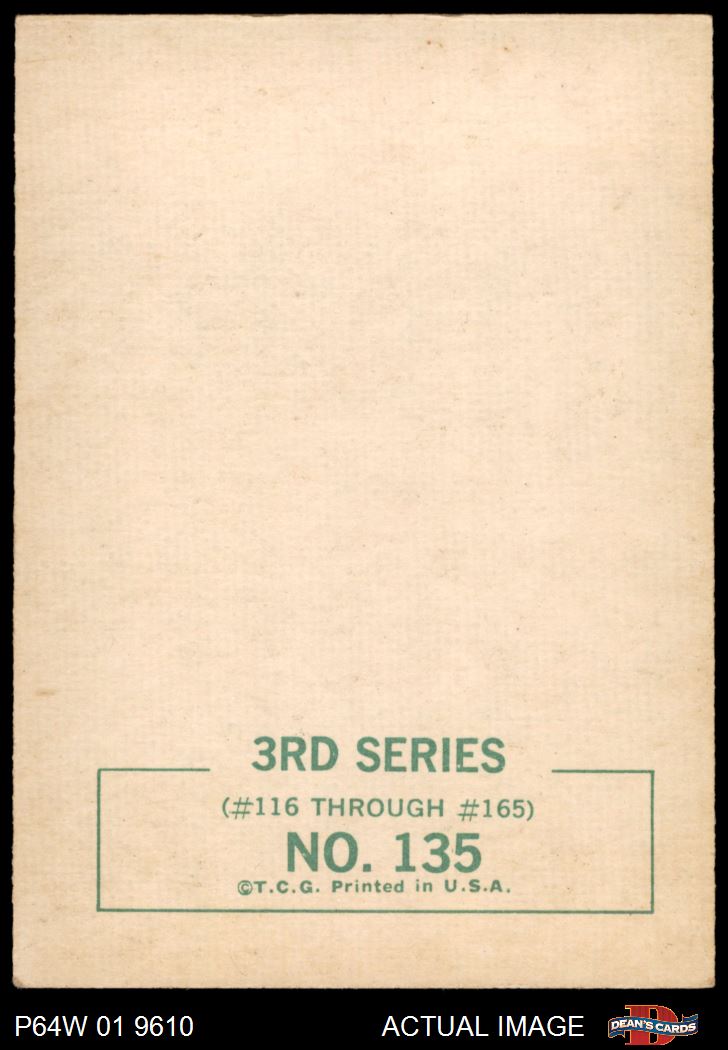 3RD SERIES
(#116 THROUGH #165)
NO. 135
©T.C.G. Printed in U.S.A.
P64W 01 9610
ACTUAL IMAGE
DEAN'S CARDS